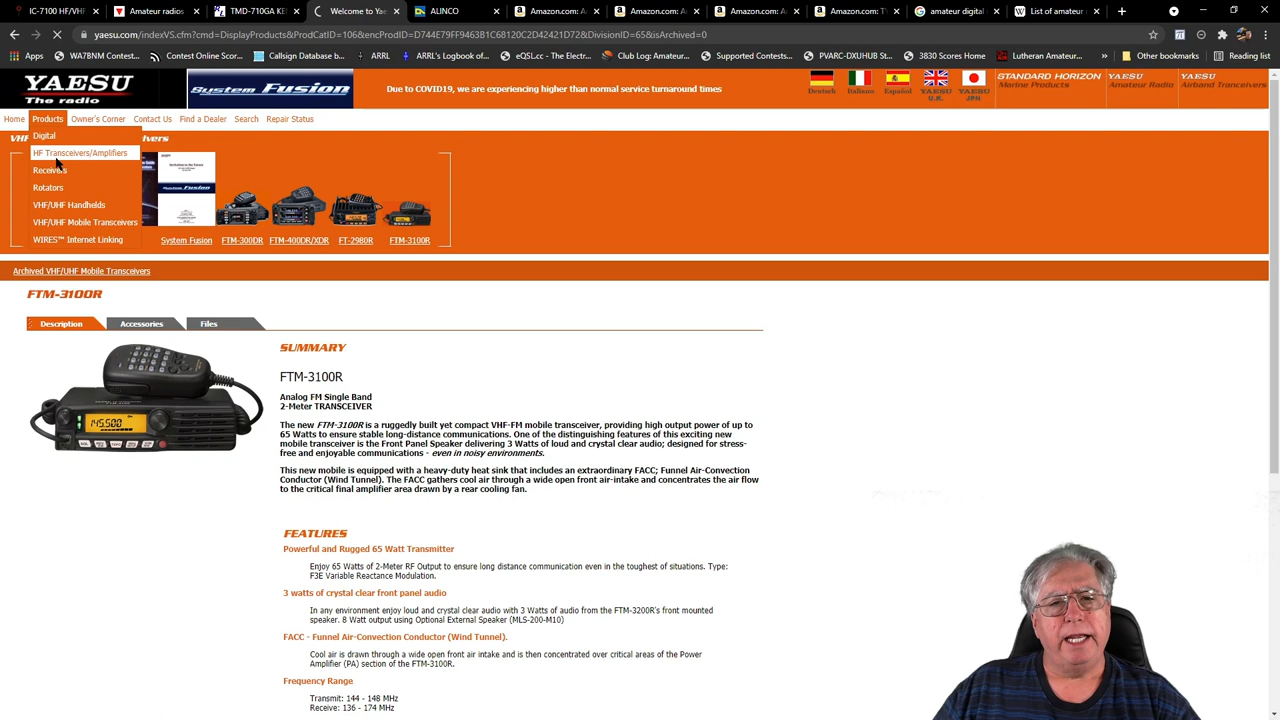 IC-7100 HF/VHF/U
Amateur Radio
TMD-710GA KEN
Welcome to Yaes
ALINCO
Amazon.com: Am
Amazon.com: Am
Amazon.com: Am
Amazon.com: TY
amateur digital r
List of amateur r
yaesu.com/indexVS.cfm?cmd=DisplayProducts&ProdCatID=106&encProdID=D744E79FF9463B1C68120C2D42421D72&DivisionID=65&isArchived=0
Apps
WA7BNM Contest...
Callsign Database b...
ARRL
ARRL's Logbook of...
eQSL.cc - The Elect...
PVARC-DXUHUB St...
Club 60 – Amateur...
Supported Contests...
3830 Scores Home
Lutheran Amateur...
Other bookmarks
Reading list
YAESU
The radio
System Fusion
Due to COVID19, we are experiencing higher than normal service turnaround times
Deutsch
Italiano
Español
YAESU U.K.
YAESU JPN
STANDARD HORIZON
Marine Products
YAESU
Amateur Radio
YAESU
Airband Tranceivers
Home
Products
Owner's Corner
Contact Us
Find a Dealer
Search
Repair Status
Digital
HF Transceivers/Amplifiers
Receivers
Rotators
VHF/UHF Handhelds
VHF/UHF Mobile Transceivers
WIRES™ Internet Linking
System Fusion
FTM-300DR
FTM-400DR/XDR
FT-2980R
FTM-3100R
Archived VHF/UHF Mobile Transceivers
FTM-3100R
Description
Accessories
Files
145.500
SUMMARY
FTM-3100R
Analog FM Single Band
2-Meter TRANSCEIVER
The new FTM-3100R is a ruggedly built yet compact VHF-FM mobile transceiver, providing high output power of up to
65 Watts to ensure stable long-distance communications. One of the distinguishing features of this exciting new
mobile transceiver is the Front Panel Speaker delivering 3 Watts of loud and crystal clear audio; designed for stress-
free and enjoyable communications - even in noisy environments.
This new mobile is equipped with a heavy-duty heat sink that includes an extraordinary FACC; Funnel Air-Convection
Conductor (Wind Tunnel). The FACC gathers cool air through a wide open front air-intake and concentrates the air flow
to the critical final amplifier area drawn by a rear cooling fan.
FEATURES
Powerful and Rugged 65 Watt Transmitter
Enjoy 65 Watts of 2-Meter RF Output to ensure long distance communication even in the toughest of situations. Type:
F3E Variable Reactance Modulation.
3 watts of crystal clear front panel audio
In any environment enjoy loud and crystal clear audio with 3 Watts of audio from the FTM-3200R's front mounted
speaker. 8 Watt output using Optional External Speaker (MLS-200-M10)
FACC - Funnel Air-Convection Conductor (Wind Tunnel).
Cool air is drawn through a wide open front air intake and is then concentrated over critical areas of the Power
Amplifier (PA) section of the FTM-3100R.
Frequency Range
Transmit: 144 - 148 MHz
Receive: 136 - 174 MHz